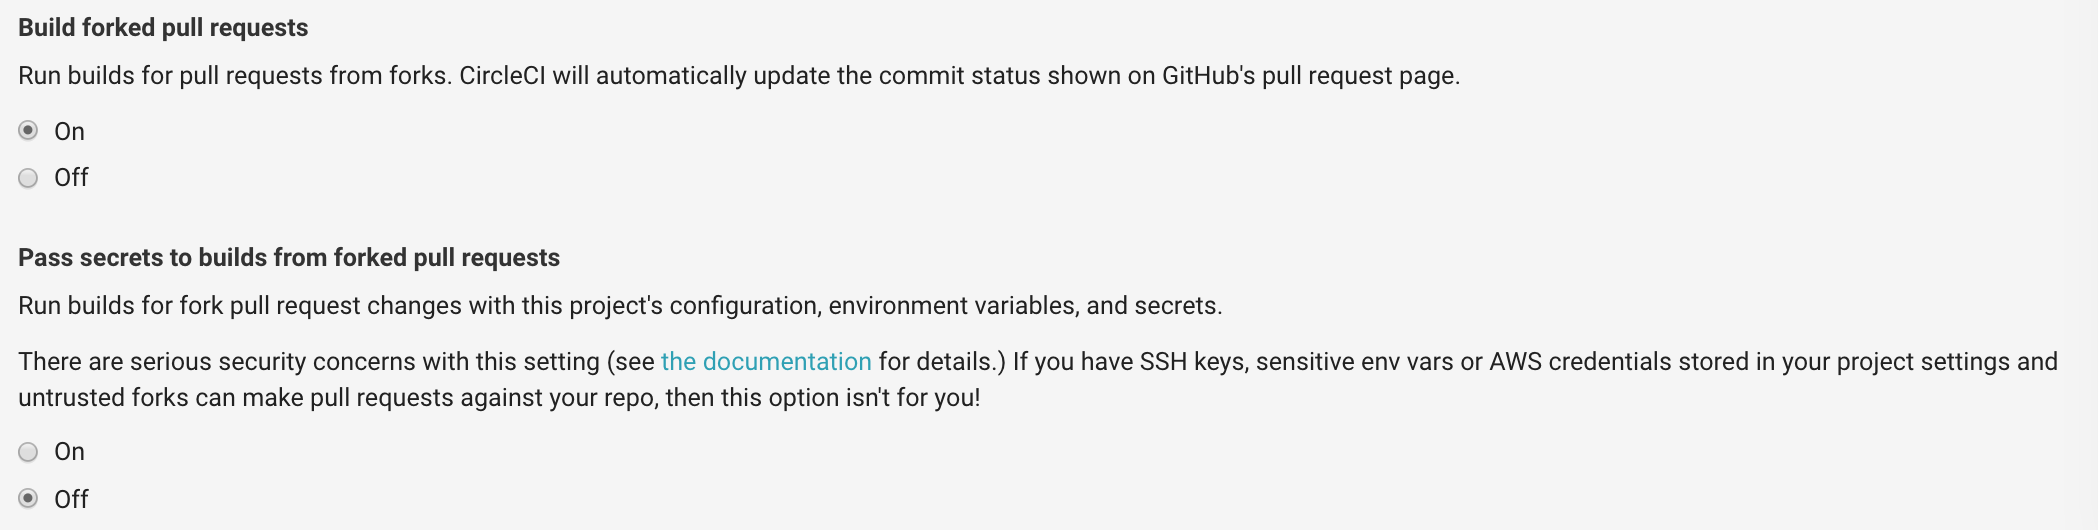 Build forked pull requests
Run builds for pull requests from forks. CircleCI will automatically update the commit status shown on GitHub's pull request page.
On
Off
Pass secrets to builds from forked pull requests
Run builds for fork pull request changes with this project's configuration, environment variables, and secrets.
There are serious security concerns with this setting (see the documentation for details.) If you have SSH keys, sensitive env vars or AWS credentials stored in your project settings and
untrusted forks can make pull requests against your repo, then this option isn't for you!
On
Off